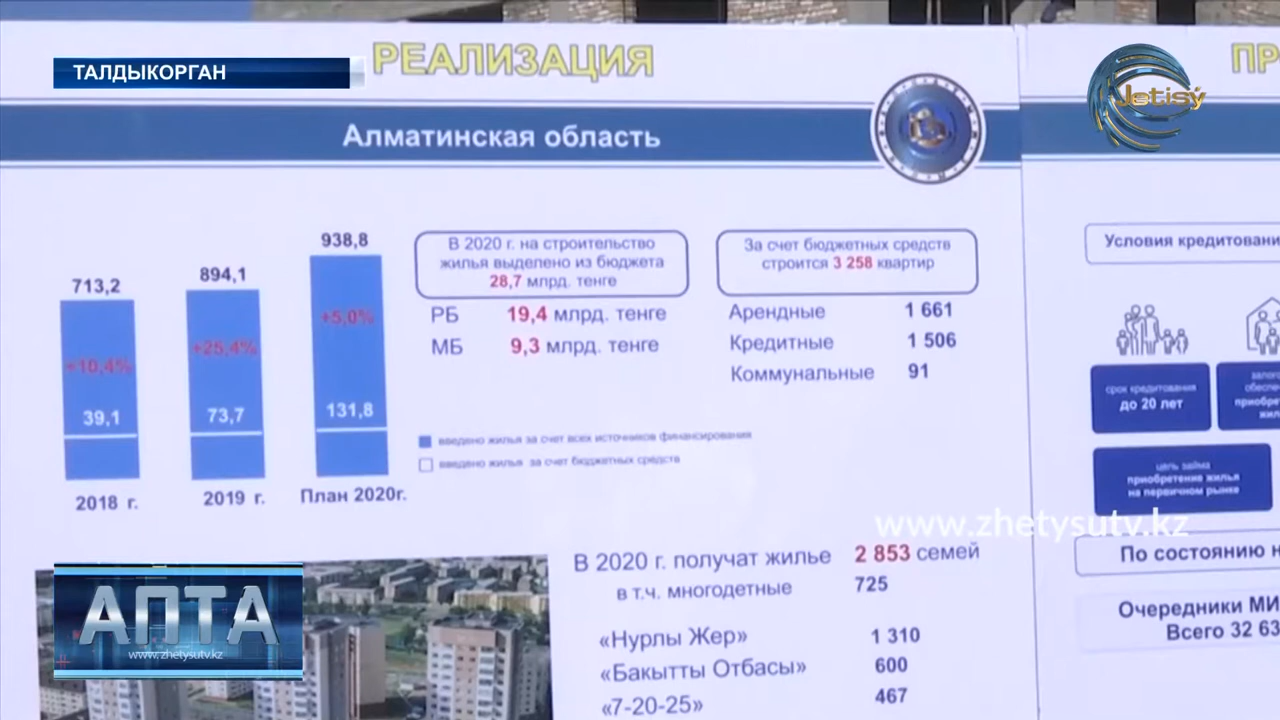 ТАЛДЫКОРГАН
РЕАЛИЗАЦИЯ
Jetisý
Алматинская область
713,2
894,1
938,8
+10,4%
+25,4%
+5,0%
39,1
73,7
131,8
2018 г.
2019 г.
План 2020г.
В 2020 г. на строительство
жилья выделено из бюджета
28,7 млрд. тенге
РБ 19,4 млрд. тенге
МБ 9,3 млрд. тенге
За счет бюджетных средств
строится 3 258 квартир
Арендные 1 661
Кредитные 1 506
Коммунальные 91
введено жилья за счет всех источников финансирования
введено жилья за счет бюджетных средств
В 2020 г. получат жилье 2 853 семей
в т.ч. многодетные 725
«Нурлы Жер» 1 310
«Бакытты Отбасы» 600
«7-20-25» 467
ПР
Условия кредитовани
срок кредитования
до 20 лет
цель займа
приобретение жилья
на первичном рынке
www.zhetysutv.kz
По состоянию н
Очередники МИ
Всего 32 63
АПТА
www.zhetysutv.kz